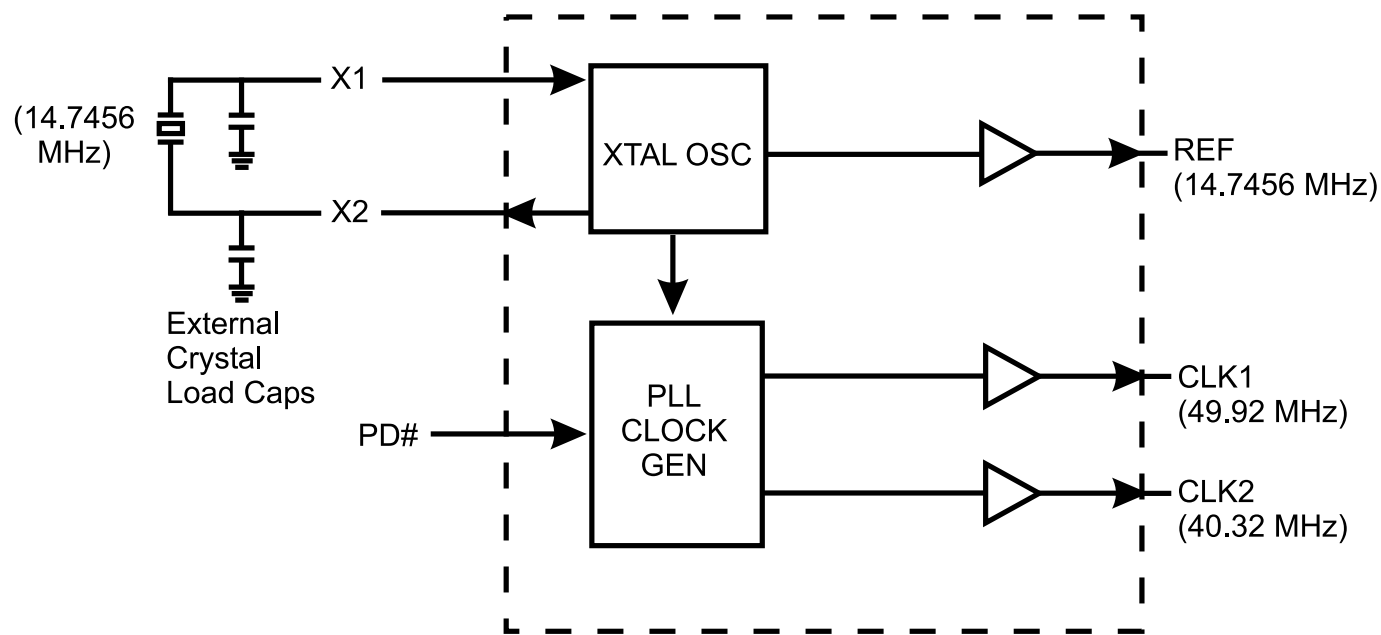 X1
(14.7456
MHz)
XTAL OSC
REF
(14.7456 MHz)
X2
External
Crystal
Load Caps
PD#
PLL
CLOCK
GEN
CLK1
(49.92 MHz)
CLK2
(40.32 MHz)